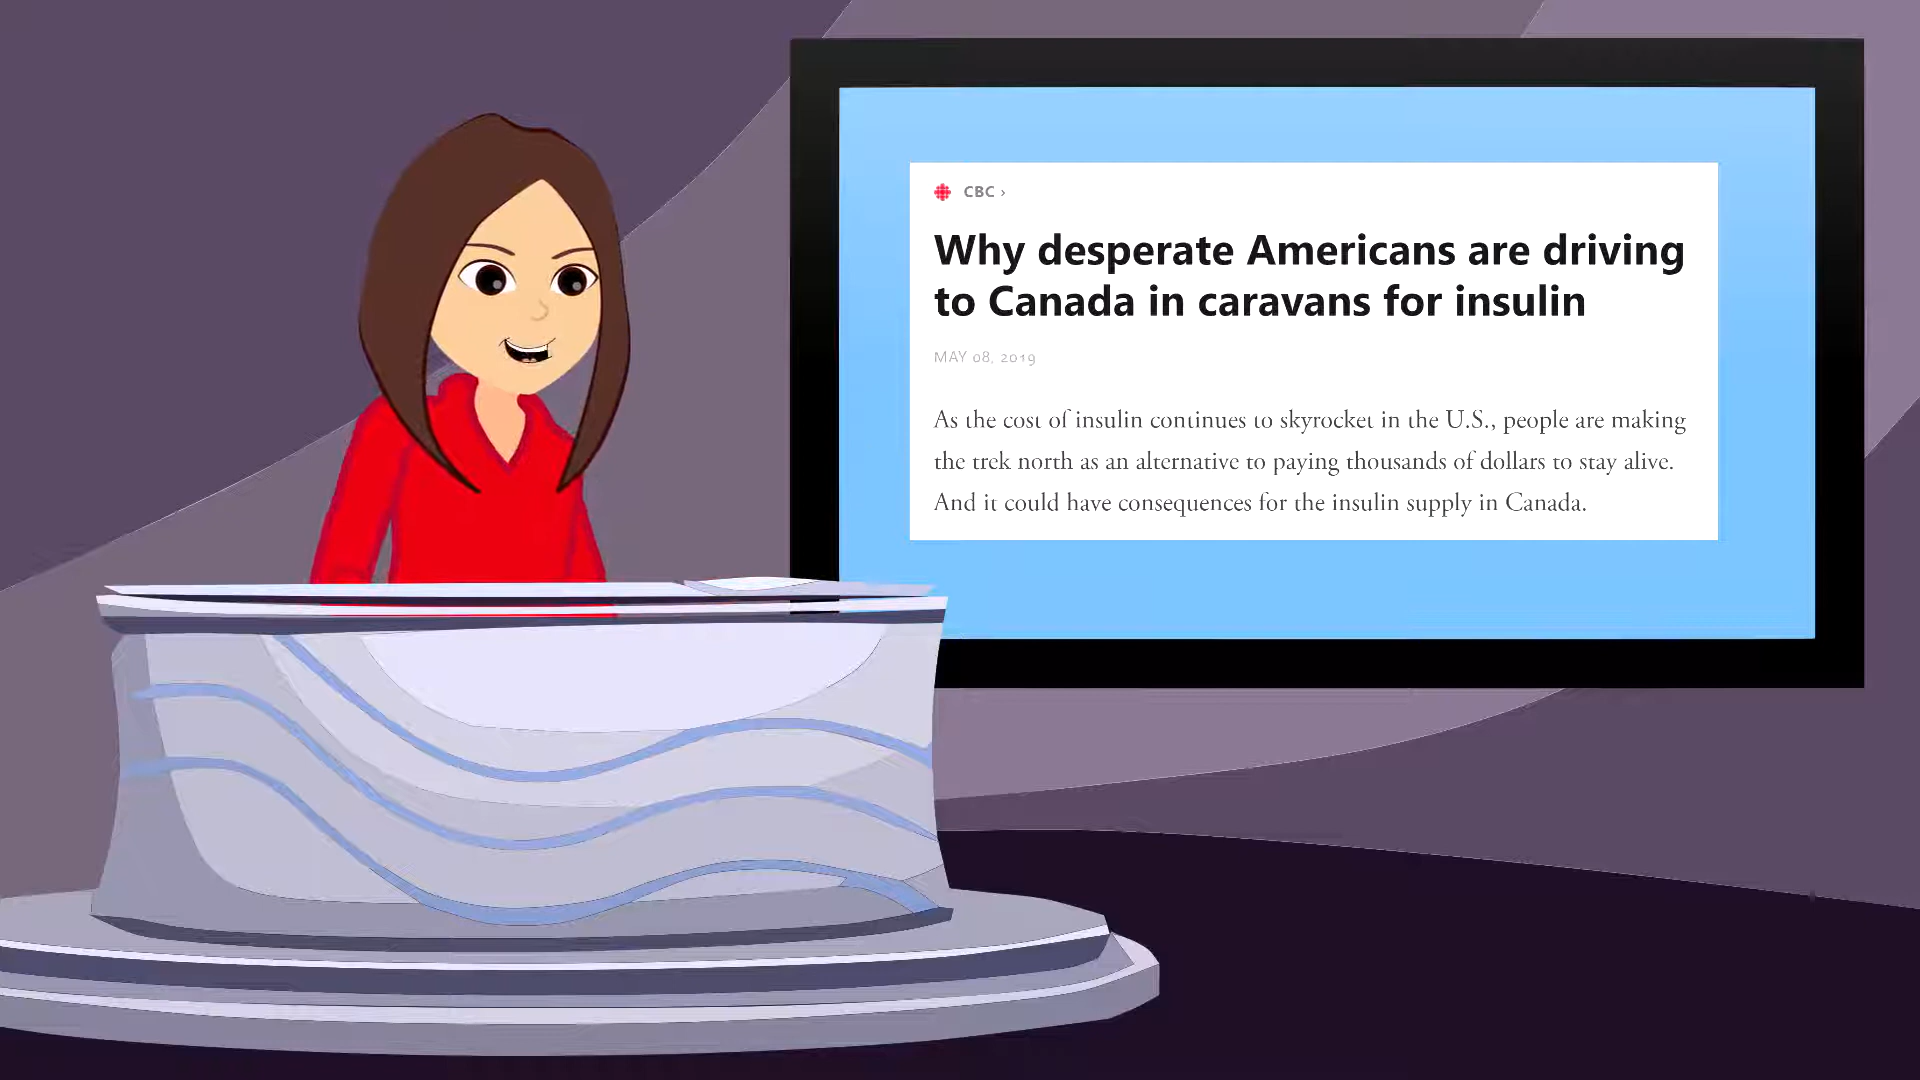 CBC ›
Why desperate Americans are driving
to Canada in caravans for insulin
MAY 08, 2019
As the cost of insulin continues to skyrocket in the U.S., people are making
the trek north as an alternative to paying thousands of dollars to stay alive.
And it could have consequences for the insulin supply in Canada.